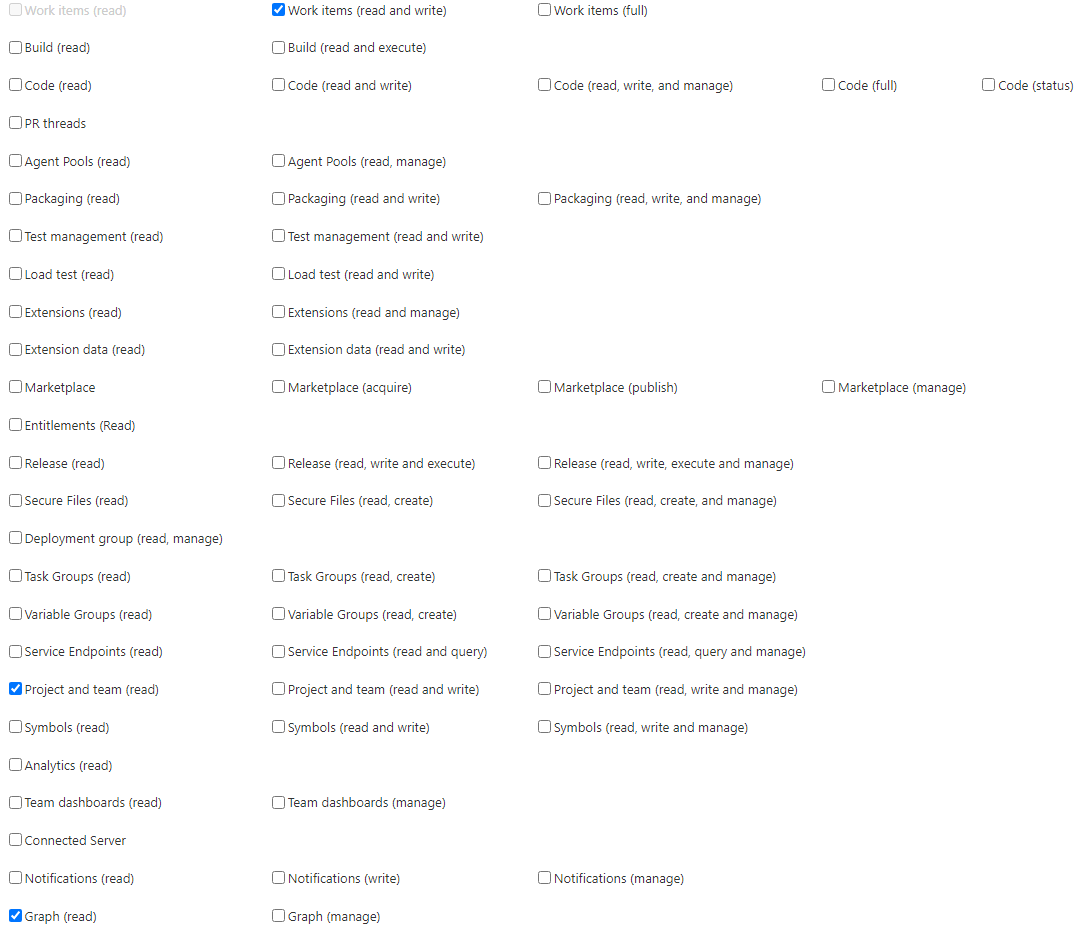 Work items (read) Work items (read and write) Work items (full)
Build (read) Build (read and execute)
Code (read) Code (read and write) Code (read, write, and manage) Code (full) Code (status)
PR threads
Agent Pools (read) Agent Pools (read, manage)
Packaging (read) Packaging (read and write) Packaging (read, write, and manage)
Test management (read) Test management (read and write)
Load test (read) Load test (read and write)
Extensions (read) Extensions (read and manage)
Extension data (read) Extension data (read and write)
Marketplace Marketplace (acquire) Marketplace (publish) Marketplace (manage)
Entitlements (Read)
Release (read) Release (read, write and execute) Release (read, write, execute and manage)
Secure Files (read) Secure Files (read, create) Secure Files (read, create, and manage)
Deployment group (read, manage)
Task Groups (read) Task Groups (read, create) Task Groups (read, create and manage)
Variable Groups (read) Variable Groups (read, create) Variable Groups (read, create and manage)
Service Endpoints (read) Service Endpoints (read and query) Service Endpoints (read, query and manage)
Project and team (read) Project and team (read and write) Project and team (read, write and manage)
Symbols (read) Symbols (read and write) Symbols (read, write and manage)
Analytics (read)
Team dashboards (read) Team dashboards (manage)
Connected Server
Notifications (read) Notifications (write) Notifications (manage)
Graph (read) Graph (manage)